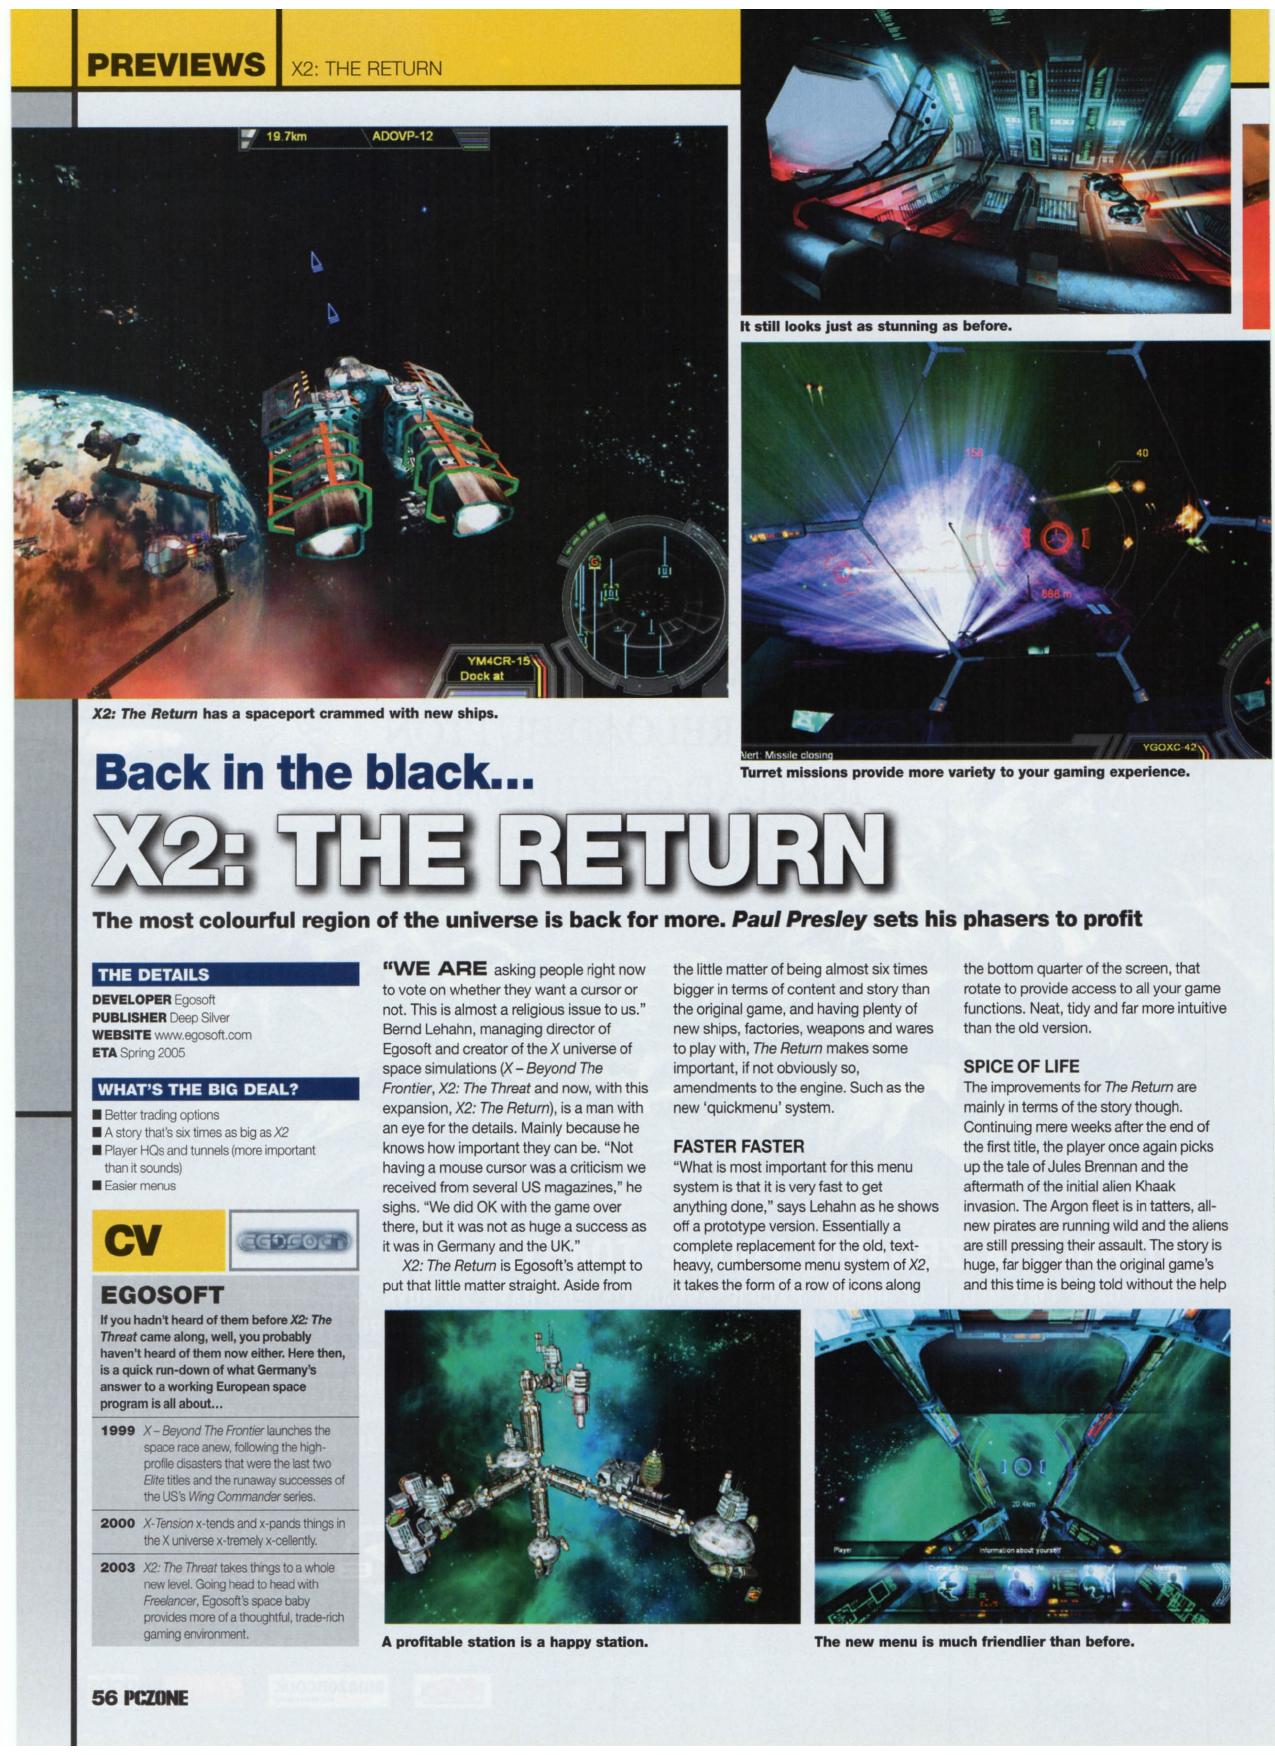 PREVIEWS X2: THE RETURN
19.7km ADOVP-12
YM4CR-15
Dock at
X2: The Return has a spaceport crammed with new ships.
It still looks just as stunning as before.
156
40
566 m
YGOXC-42
Alert: Missile closing
Turret missions provide more variety to your gaming experience.
Back in the black...
X2: THE RETURN
The most colourful region of the universe is back for more. Paul Presley sets his phasers to profit
THE DETAILS
DEVELOPER Egosoft
PUBLISHER Deep Silver
WEBSITE www.egosoft.com
ETA Spring 2005
WHAT'S THE BIG DEAL?
■ Better trading options
■ A story that's six times as big as X2
■ Player HQs and tunnels (more important
than it sounds)
■ Easier menus
CV
EGOSOFT
EGOSOFT
If you hadn't heard of them before X2: The
Threat came along, well, you probably
haven't heard of them now either. Here then,
is a quick run-down of what Germany's
answer to a working European space
program is all about...
1999 X – Beyond The Frontier launches the
space race anew, following the high-
profile disasters that were the last two
Elite titles and the runaway successes of
the US's Wing Commander series.
2000 X-Tension x-tends and x-pands things in
the X universe x-tremely x-cellently.
2003 X2: The Threat takes things to a whole
new level. Going head to head with
Freelancer, Egosoft's space baby
provides more of a thoughtful, trade-rich
gaming environment.
"WE ARE asking people right now
to vote on whether they want a cursor or
not. This is almost a religious issue to us."
Bernd Lehahn, managing director of
Egosoft and creator of the X universe of
space simulations (X – Beyond The
Frontier, X2: The Threat and now, with this
expansion, X2: The Return), is a man with
an eye for the details. Mainly because he
knows how important they can be. "Not
having a mouse cursor was a criticism we
received from several US magazines," he
sighs. "We did OK with the game over
there, but it was not as huge a success as
it was in Germany and the UK."
X2: The Return is Egosoft's attempt to
put that little matter straight. Aside from
the little matter of being almost six times
bigger in terms of content and story than
the original game, and having plenty of
new ships, factories, weapons and wares
to play with, The Return makes some
important, if not obviously so,
amendments to the engine. Such as the
new 'quickmenu' system.
FASTER FASTER
"What is most important for this menu
system is that it is very fast to get
anything done," says Lehahn as he shows
off a prototype version. Essentially a
complete replacement for the old, text-
heavy, cumbersome menu system of X2,
it takes the form of a row of icons along
the bottom quarter of the screen, that
rotate to provide access to all your game
functions. Neat, tidy and far more intuitive
than the old version.
SPICE OF LIFE
The improvements for The Return are
mainly in terms of the story though.
Continuing mere weeks after the end of
the first title, the player once again picks
up the tale of Jules Brennan and the
aftermath of the initial alien Khaak
invasion. The Argon fleet is in tatters, all-
new pirates are running wild and the aliens
are still pressing their assault. The story is
huge, far bigger than the original game's
and this time is being told without the help
20.4km
Player Information about yourself
A profitable station is a happy station.
The new menu is much friendlier than before.
56 PCZONE